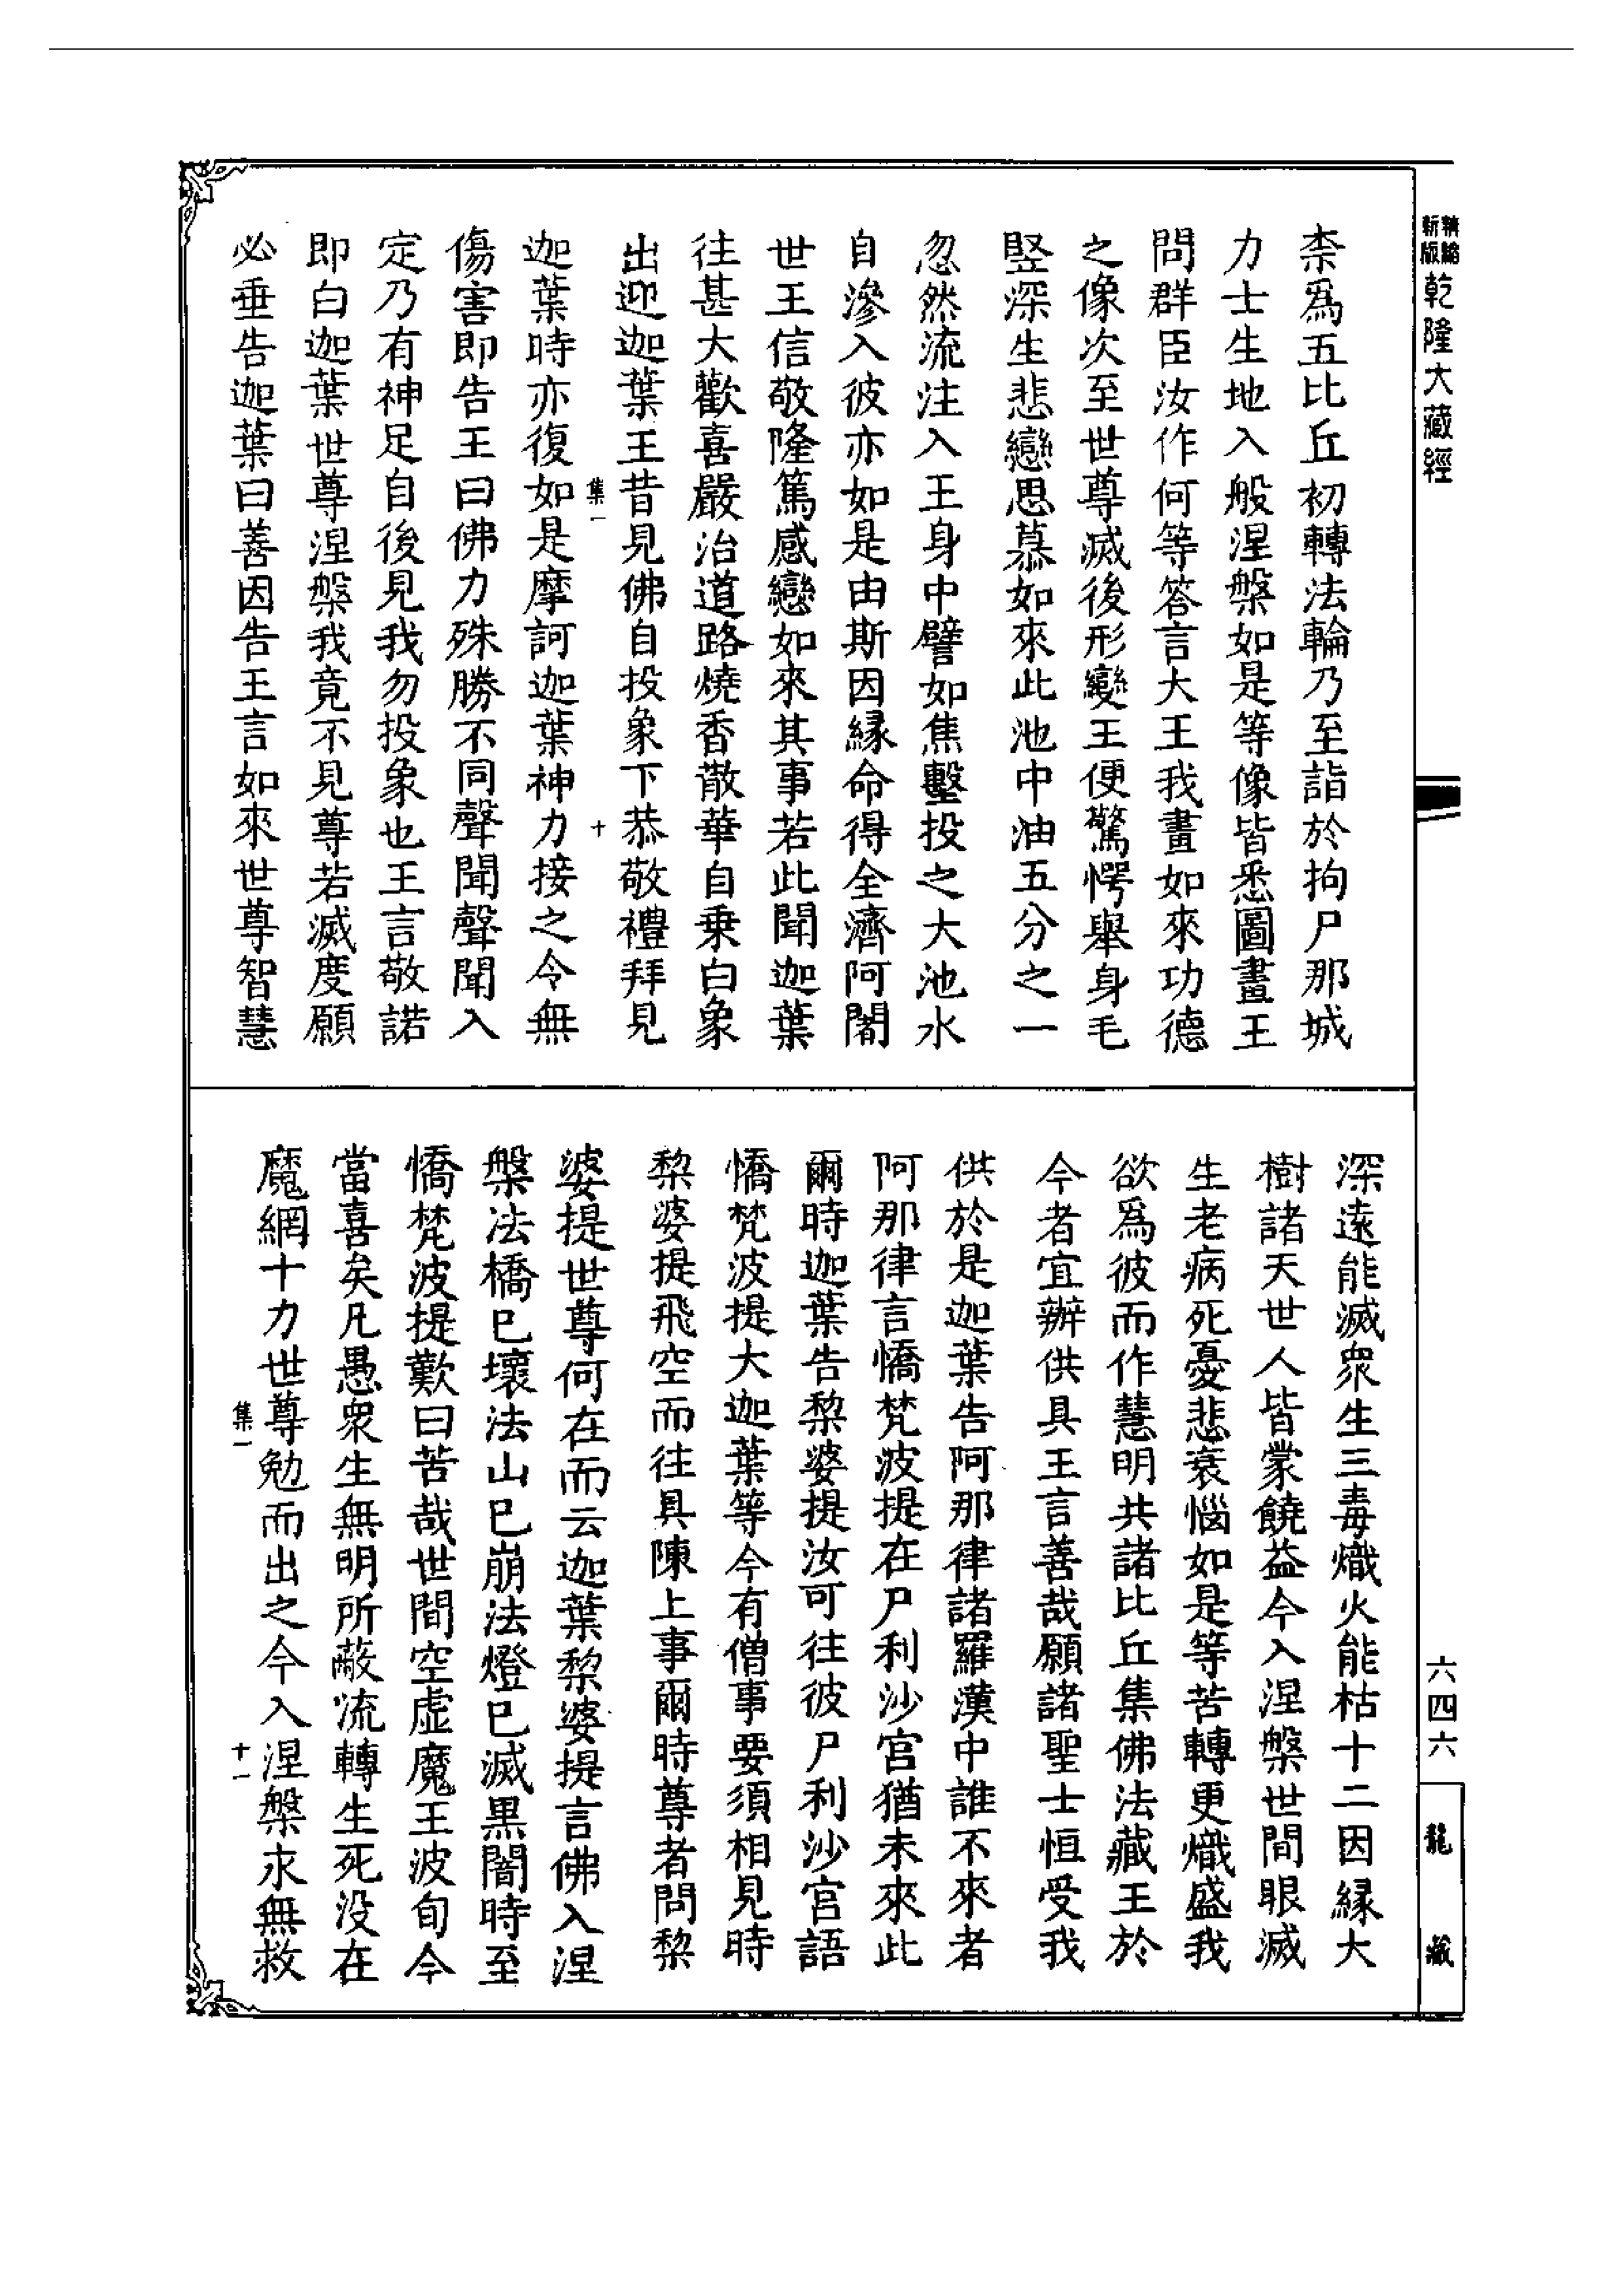 新版精縮乾隆大藏經
柰爲五比丘初轉法輪乃至詣於拘尸那城
力士生地入般涅槃如是等像皆悉圖畫王
問群臣汝作何等答言大王我畫如來功德
之像次至世尊滅後形變王便驚愕舉身毛
竪深生悲戀思慕如來此池中油五分之一
忽然流注入王身中譬如焦墼投之大池水
自滲入彼亦如是由斯因縁命得全濟阿闍
世王信敬隆篤感戀如來其事若此聞迦葉
往甚大歡喜嚴治道路燒香散華自乗白象
出迎迦葉王昔見佛自投象下恭敬禮拜見
集一 十
迦葉時亦復如是摩訶迦葉神力接之令無
傷害即告王曰佛力殊勝不同聲聞聲聞入
定乃有神足自後見我勿投象也王言敬諾
即白迦葉世尊涅槃我竟不見尊若滅度願
必垂告迦葉曰善因告王言如來世尊智慧
深遠能滅衆生三毒熾火能枯十二因縁大
樹諸天世人皆蒙饒益今入涅槃世間眼滅
生老病死憂悲衰惱如是等苦轉更熾盛我
欲爲彼而作慧明共諸比丘集佛法藏王於
今者宜辦供具王言善哉願諸聖士恒受我
供於是迦葉告阿那律諸羅漢中誰不來者
阿那律言憍梵波提在尸利沙宮猶未來此
爾時迦葉告黎婆提汝可往彼尸利沙宮語
憍梵波提大迦葉等今有僧事要須相見時
黎婆提飛空而往具陳上事爾時尊者問黎
婆提世尊何在而云迦葉黎婆提言佛入涅
槃法橋已壞法山已崩法燈已滅黒闇時至
憍梵波提歎曰苦哉世間空虛魔王波旬今
當喜矣凡愚衆生無明所蔽流轉生死没在
魔網十力世尊勉而出之今入涅槃永無救
集一 十一
六四六
龍藏